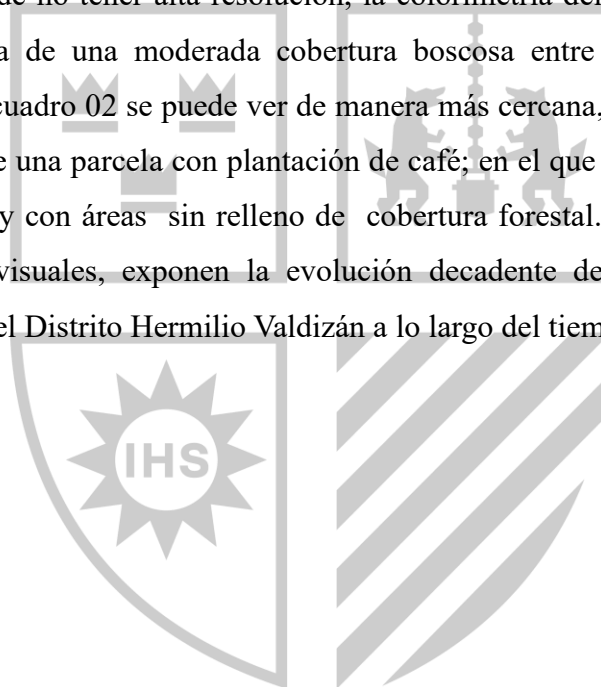 de no tener alta resolución, la colorimetría del
a de una moderada cobertura boscosa entre
cuadro 02 se puede ver de manera más cercana,
e una parcela con plantación de café; en el que
y con áreas sin relleno de cobertura forestal.
visuales, exponen la evolución decadente de
el Distrito Hermilio Valdizán a lo largo del tiem
IHS